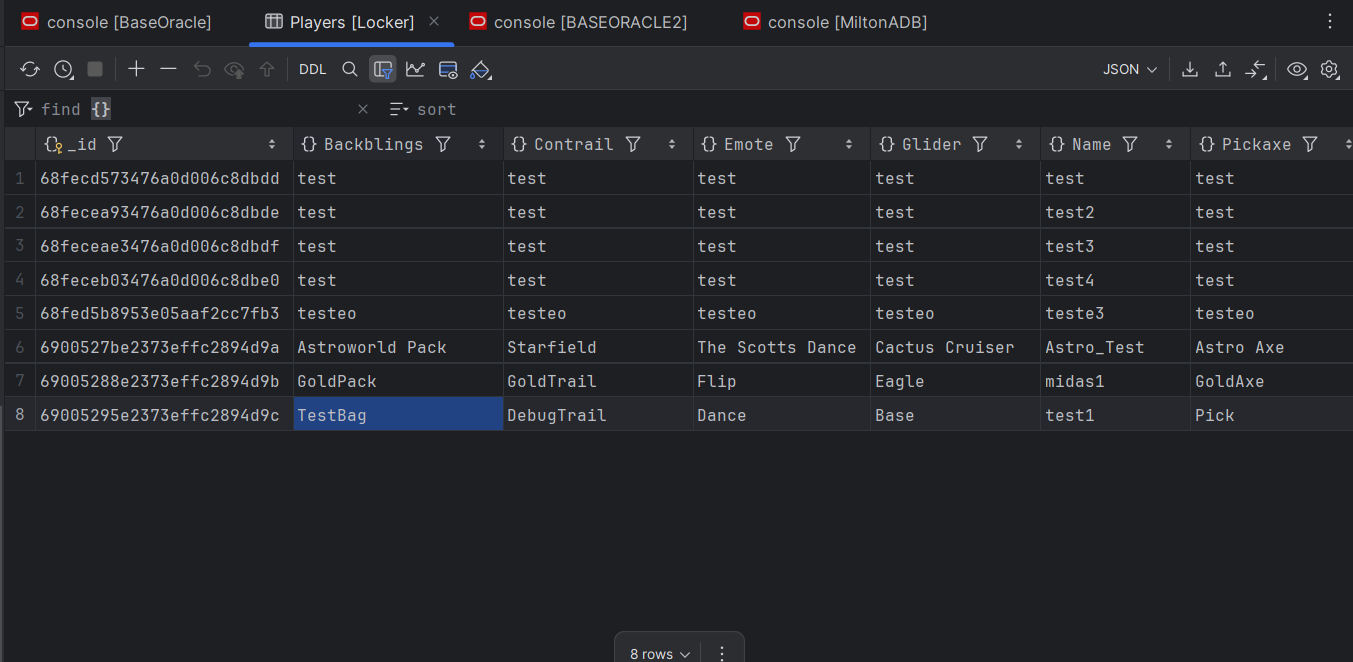 console [BaseOracle] Players [Locker] console [BASEORACLE2] console [MiltonADB]
DDL JSON
find {} sort
_id Backblings Contrail Emote Glider Name Pickaxe
1 68fecd573476a0d006c8dbdd test test test test test test
2 68fecea93476a0d006c8dbde test test test test test2 test
3 68feceae3476a0d006c8dbdf test test test test test3 test
4 68feceb03476a0d006c8dbe0 test test test test test4 test
5 68fed5b8953e05aaf2cc7fb3 testeo testeo testeo testeo teste3 testeo
6 6900527be2373effc2894d9a Astroworld Pack Starfield The Scotts Dance Cactus Cruiser Astro_Test Astro Axe
7 69005288e2373effc2894d9b GoldPack GoldTrail Flip Eagle midas1 GoldAxe
8 69005295e2373effc2894d9c TestBag DebugTrail Dance Base test1 Pick
8 rows